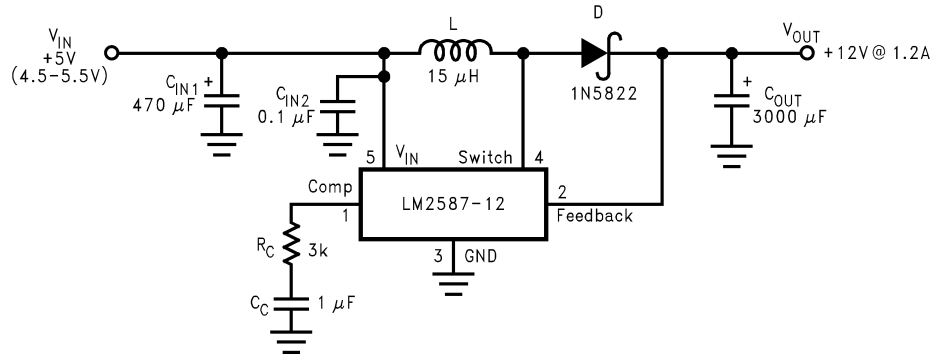 V_IN
+5V
(4.5-5.5V)
C_IN1 +
470 μF
C_IN2
0.1 μF
L
15 μH
D
1N5822
V_OUT
+12V@ 1.2A
+
C_OUT
3000 μF
5 V_IN
Switch 4
Comp
1
LM2587-12
2
Feedback
3 GND
R_C 3k
C_C 1 μF